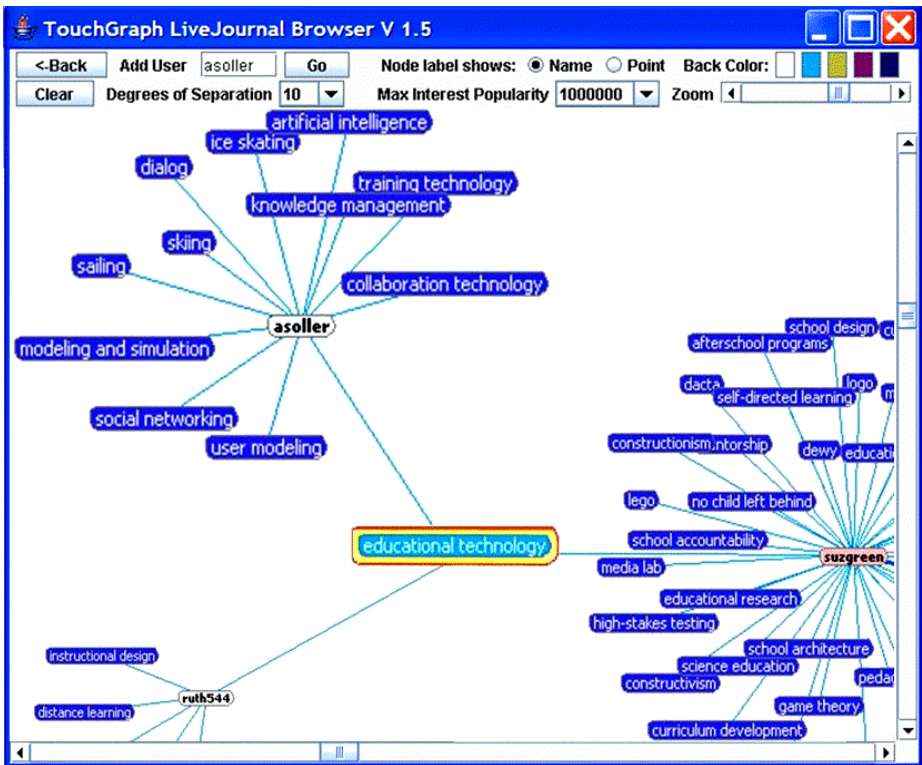 TouchGraph LiveJournal Browser V 1.5
<-Back Add User asoller Go Node label shows: Name Point Back Color:
Clear Degrees of Separation 10 Max Interest Popularity 1000000 Zoom
artificial intelligence
ice skating
dialog
training technology
knowledge management
skiing
sailing
collaboration technology
asoller
modeling and simulation
social networking
user modeling
school design
afterschool programs
dacta
logo
self-directed learning
constructionism
dewy
lego
no child left behind
school accountability
educational technology
suzgreen
media lab
educational research
high-stakes testing
school architecture
instructional design
science education
constructivism
ruth544
distance learning
game theory
curriculum development